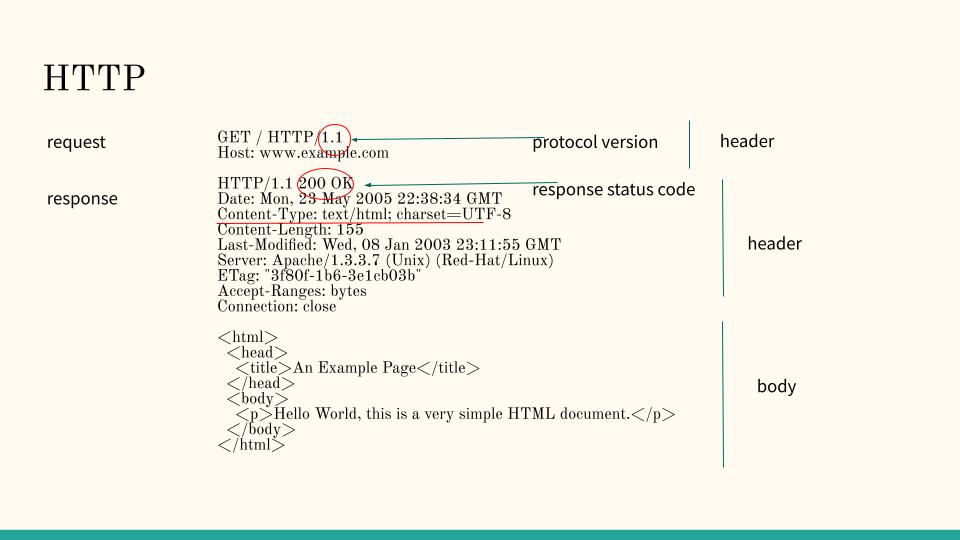 HTTP
request
GET / HTTP/1.1
Host: www.example.com
protocol version
header
response
HTTP/1.1 200 OK
Date: Mon, 23 May 2005 22:38:34 GMT
Content-Type: text/html; charset=UTF-8
Content-Length: 155
Last-Modified: Wed, 08 Jan 2003 23:11:55 GMT
Server: Apache/1.3.3.7 (Unix) (Red-Hat/Linux)
ETag: "3f80f-1b6-3e1cb03b"
Accept-Ranges: bytes
Connection: close
response status code
header
<html>
  <head>
    <title>An Example Page</title>
  </head>
  <body>
    <p>Hello World, this is a very simple HTML document.</p>
  </body>
</html>
body